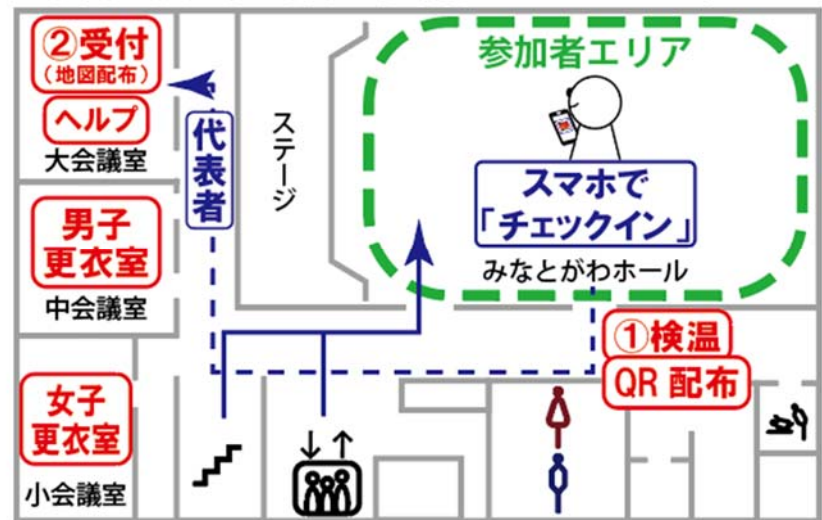 ②受付
（地図配布）
ヘルプ
大会議室
代表者
ステージ
参加者エリア
スマホで
「チェックイン」
みなとがわホール
男子
更衣室
中会議室
①検温
QR 配布
女子
更衣室
小会議室